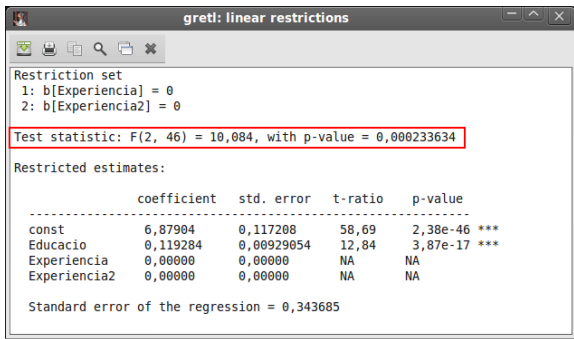 gretl: linear restrictions
Restriction set
1: b[Experiencia] = 0
2: b[Experiencia2] = 0
Test statistic: F(2, 46) = 10,084, with p-value = 0,000233634
Restricted estimates:
coefficient std. error t-ratio p-value
----------------------------------------------------------------
const 6,87904 0,117208 58,69 2,38e-46 ***
Educacio 0,119284 0,00929054 12,84 3,87e-17 ***
Experiencia 0,00000 0,00000 NA NA
Experiencia2 0,00000 0,00000 NA NA
Standard error of the regression = 0,343685